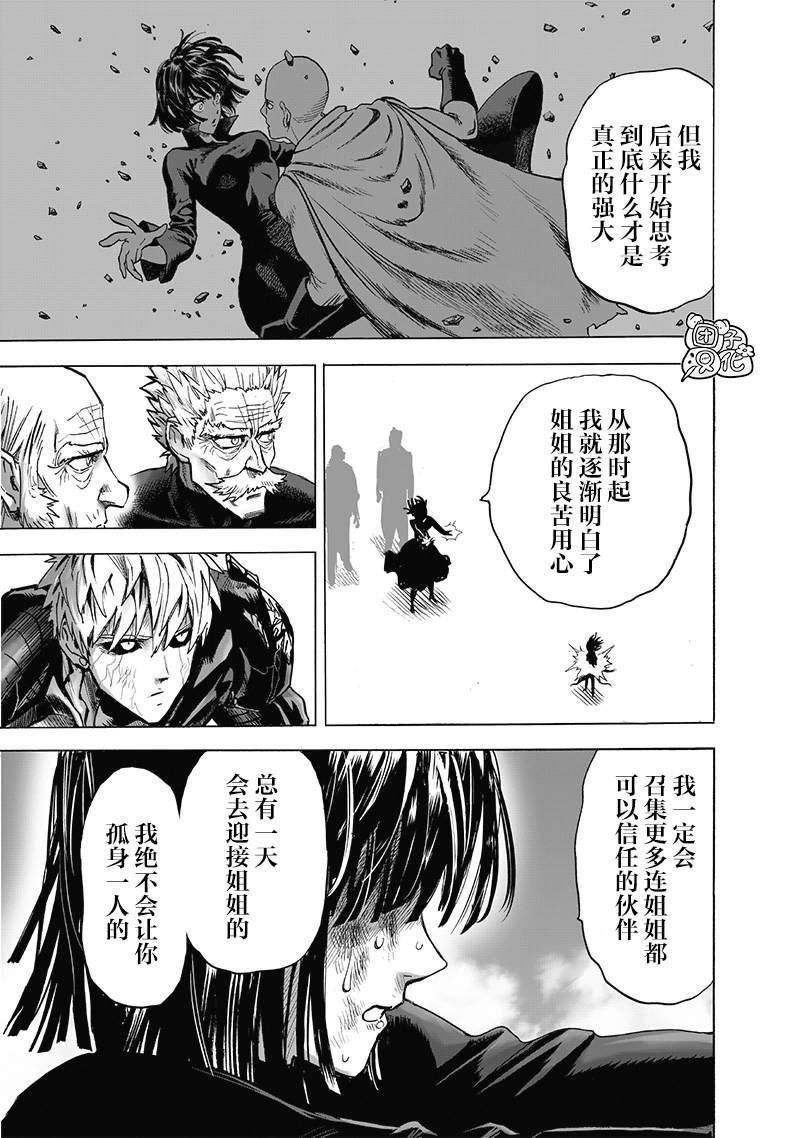 但我
后来开始思考
到底什么才是
真正的强大
团子
汉化
从那时起
我就逐渐明白了
姐姐的良苦用心
我一定会
召集更多连姐姐都
可以信任的伙伴
总有一天
会去迎接姐姐的
我绝不会让你
孤身一人的